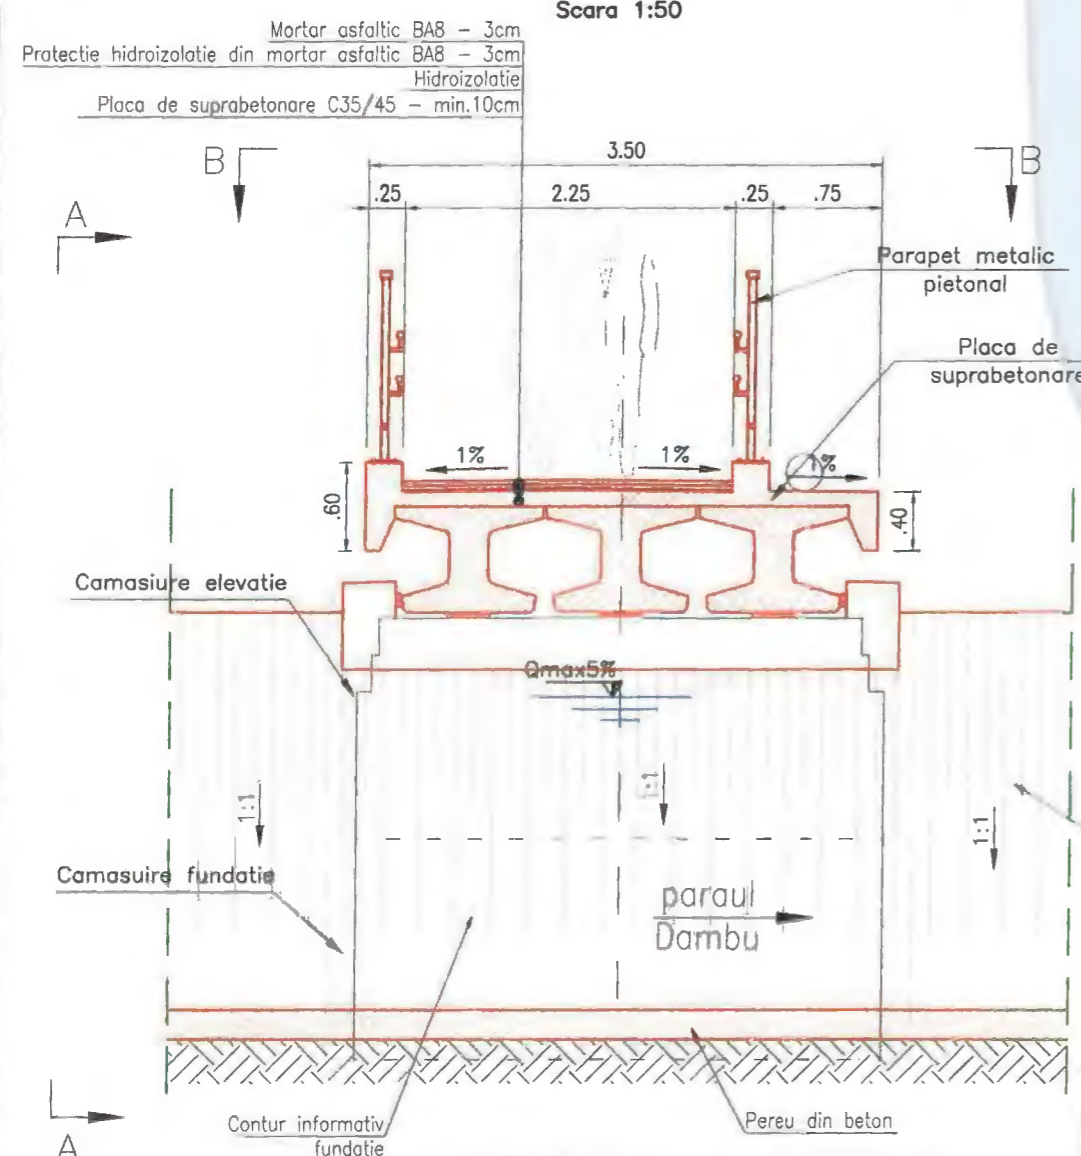 Scara 1:50
Mortar asfaltic BA8 - 3cm
Protectie hidroizolatie din mortar asfaltic BA8 - 3cm
Hidroizolatie
Placa de suprabetonare C35/45 - min.10cm
B
B
3.50
.25
2.25
.25
.75
A
Parapet metalic
pietonal
Placa de
suprabetonare
1%
1%
.60
.40
Camasiure elevatie
Qmax5%
1:1
1:1
1:1
Camasuire fundatie
paraul
Dambu
Contur informativ
fundatie
Pereu din beton
A